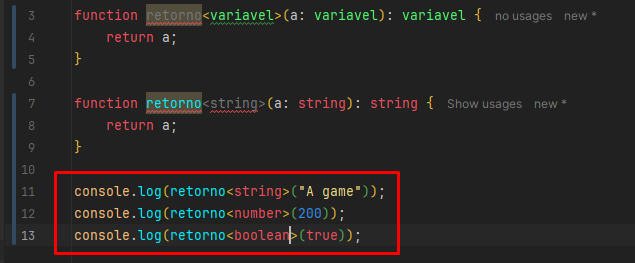 3 function retorno<variavel>(a: variavel): variavel { no usages new *
4 return a;
5 }
6
7 function retorno<string>(a: string): string { Show usages new *
8 return a;
9 }
10
11 console.log(retorno<string>("A game"));
12 console.log(retorno<number>(200));
13 console.log(retorno<boolean>(true));